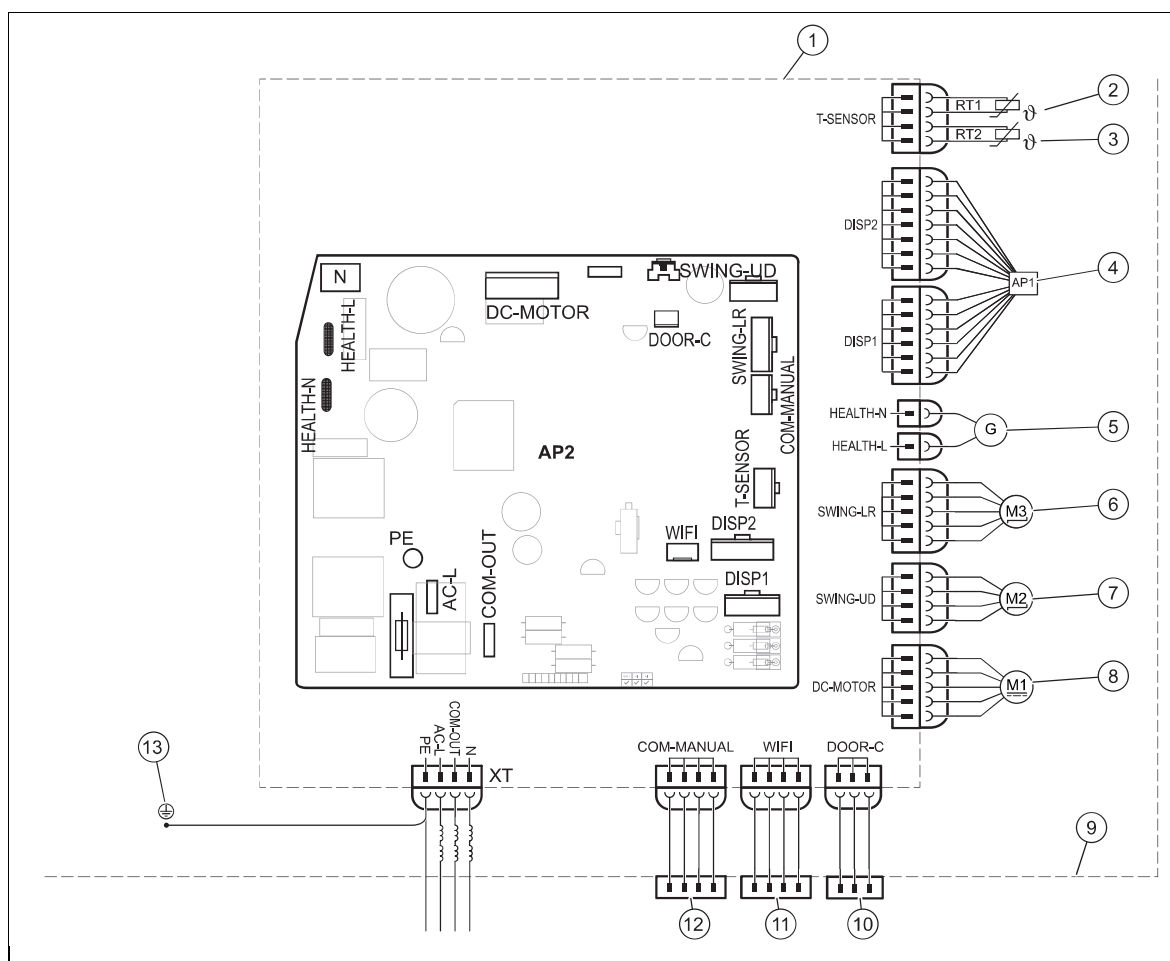 1
2
T-SENSOR
RT1
ϑ
RT2
ϑ
3
DISP2
AP1
4
DISP1
HEALTH-N
G
5
HEALTH-L
SWING-LR
M3
6
SWING-UD
M2
7
DC-MOTOR
M1
8
N
HEALTH-L
HEALTH-N
DC-MOTOR
SWING-UD
DOOR-C
SWING-LR
COM-MANUAL
AP2
T-SENSOR
PE
WIFI
DISP2
AC-L
COM-OUT
DISP1
13
PE
AC-L
COM-OUT
N
XT
COM-MANUAL
WIFI
DOOR-C
9
12
11
10